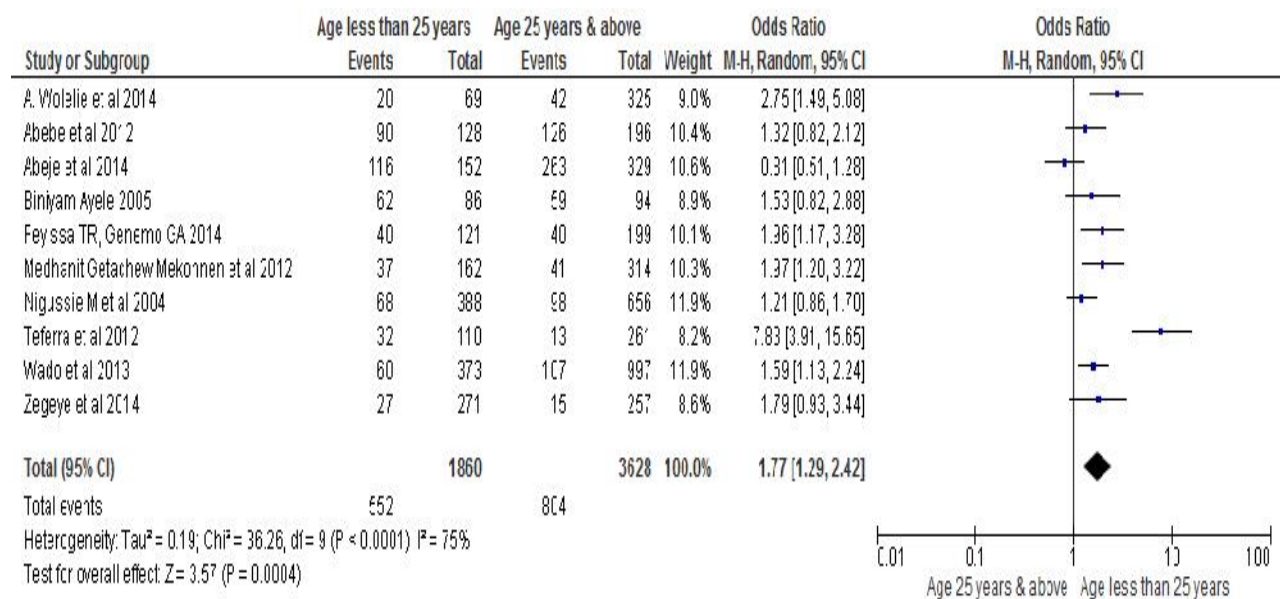 Age less than 25 years Age 25 years & above Odds Ratio Odds Ratio
Study or Subgroup Events Total Events Total Weight M-H, Random, 95% CI M-H, Random, 95% CI
A. Wolelie et al 2014 20 69 42 325 9.0% 2.75 [1.49, 5.08]
Abebe et al 2012 90 128 126 196 10.4% 1.32 [0.82, 2.12]
Abeje et al 2014 116 152 263 329 10.6% 0.81 [0.51, 1.28]
Biniyam Ayele 2005 62 86 59 94 8.9% 1.53 [0.82, 2.88]
Feyissa TR, Genemo GA 2014 40 121 40 199 10.1% 1.96 [1.17, 3.28]
Medhanit Getachew Mekonnen et al 2012 37 162 41 314 10.3% 1.97 [1.20, 3.22]
Nigussie M et al 2004 68 388 98 656 11.9% 1.21 [0.86, 1.70]
Teferra et al 2012 32 110 13 261 8.2% 7.83 [3.91, 15.65]
Wado et al 2013 60 373 107 997 11.9% 1.59 [1.13, 2.24]
Zegeye et al 2014 27 271 15 257 8.6% 1.79 [0.93, 3.44]
Total (95% CI) 1860 3628 100.0% 1.77 [1.29, 2.42]
Total events 552 804
Heterogeneity: Tau² = 0.19; Chi² = 36.26, df = 9 (P < 0.0001) I² = 75%
Test for overall effect: Z = 3.57 (P = 0.0004)
0.01 0.1 1 10 100
Age 25 years & above Age less than 25 years